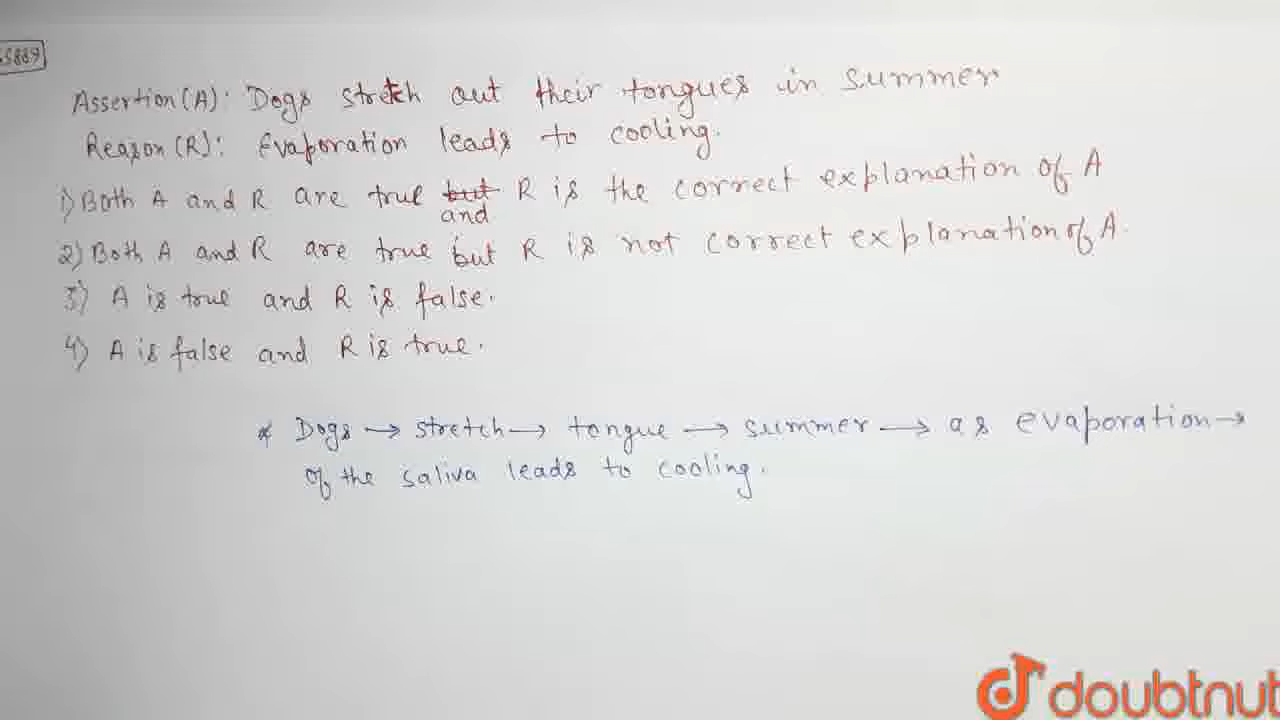 55889
Assertion (A): Dogs stretch out their tongues in summer
Reason (R): Evaporation leads to cooling.
1) Both A and R are true but R is the correct explanation of A
and
2) Both A and R are true but R is not correct explanation of A.
3) A is true and R is false.
4) A is false and R is true.
* Dogs → stretch → tongue → summer → as evaporation →
of the saliva leads to cooling.
doubtnut